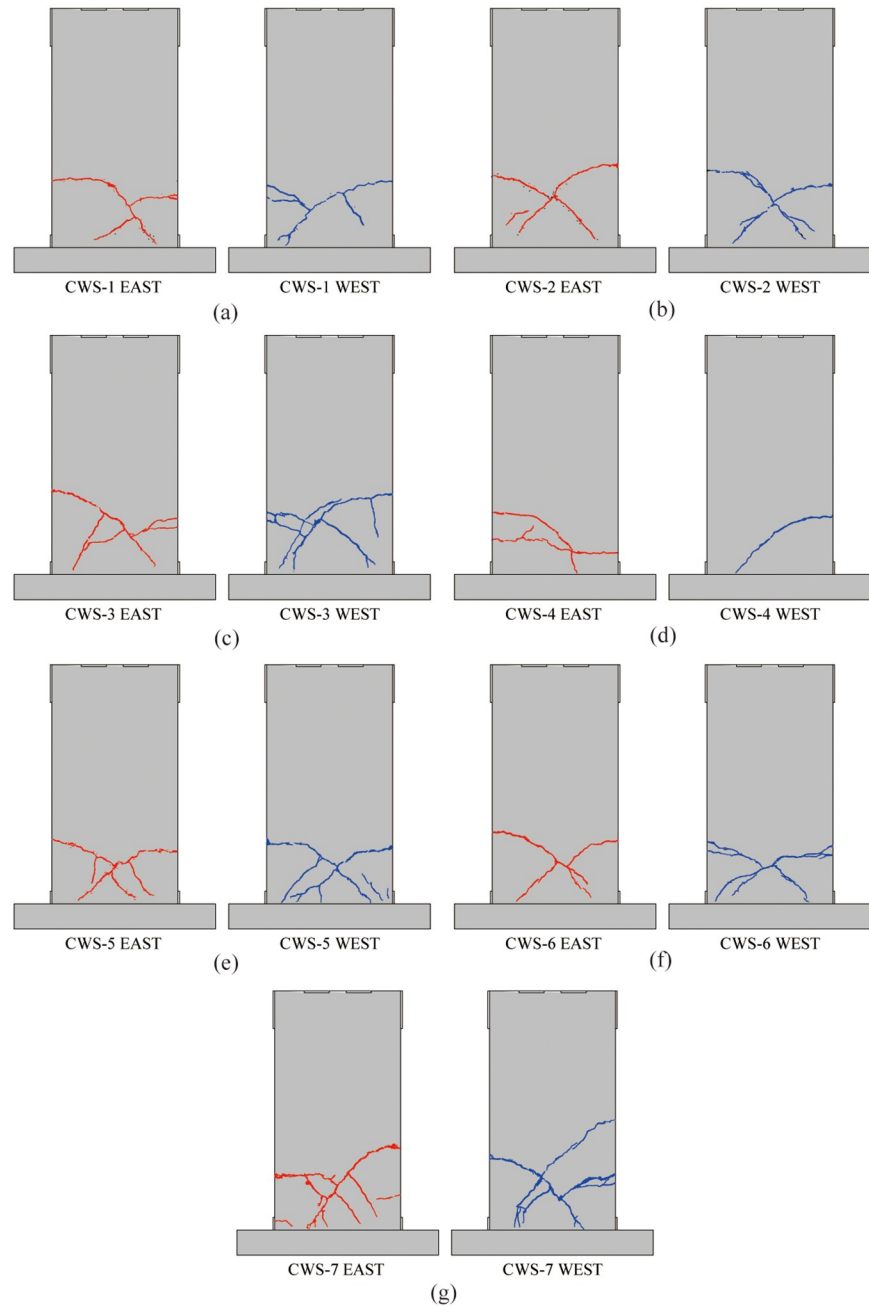 CWS-1 EAST CWS-1 WEST CWS-2 EAST CWS-2 WEST
(a) (b)
CWS-3 EAST CWS-3 WEST CWS-4 EAST CWS-4 WEST
(c) (d)
CWS-5 EAST CWS-5 WEST CWS-6 EAST CWS-6 WEST
(e) (f)
CWS-7 EAST CWS-7 WEST
(g)